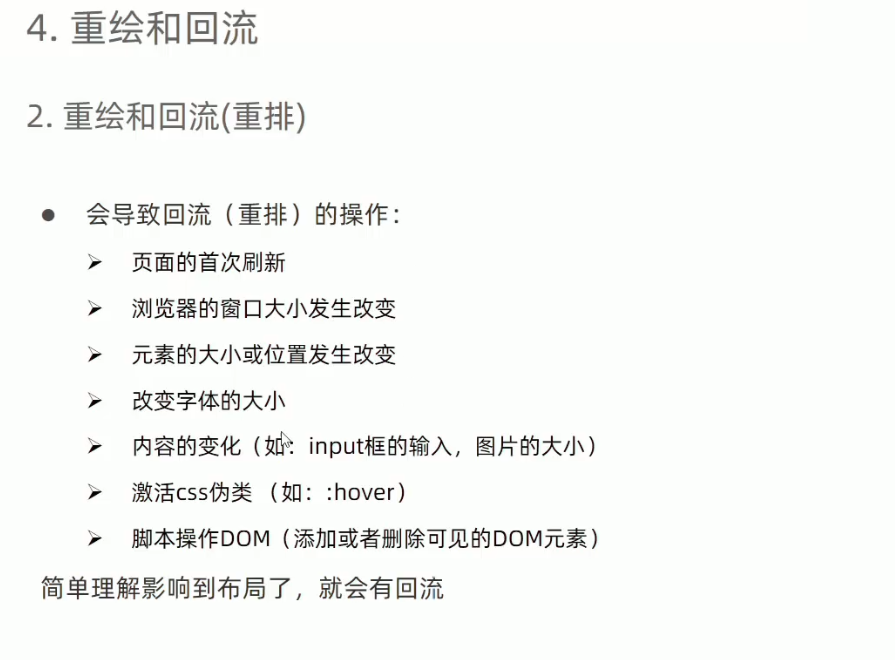 4. 重绘和回流
2. 重绘和回流(重排)
● 会导致回流（重排）的操作：
➢ 页面的首次刷新
➢ 浏览器的窗口大小发生改变
➢ 元素的大小或位置发生改变
➢ 改变字体的大小
➢ 内容的变化（如：input框的输入，图片的大小）
➢ 激活css伪类 （如：:hover）
➢ 脚本操作DOM（添加或者删除可见的DOM元素）
简单理解影响到布局了，就会有回流